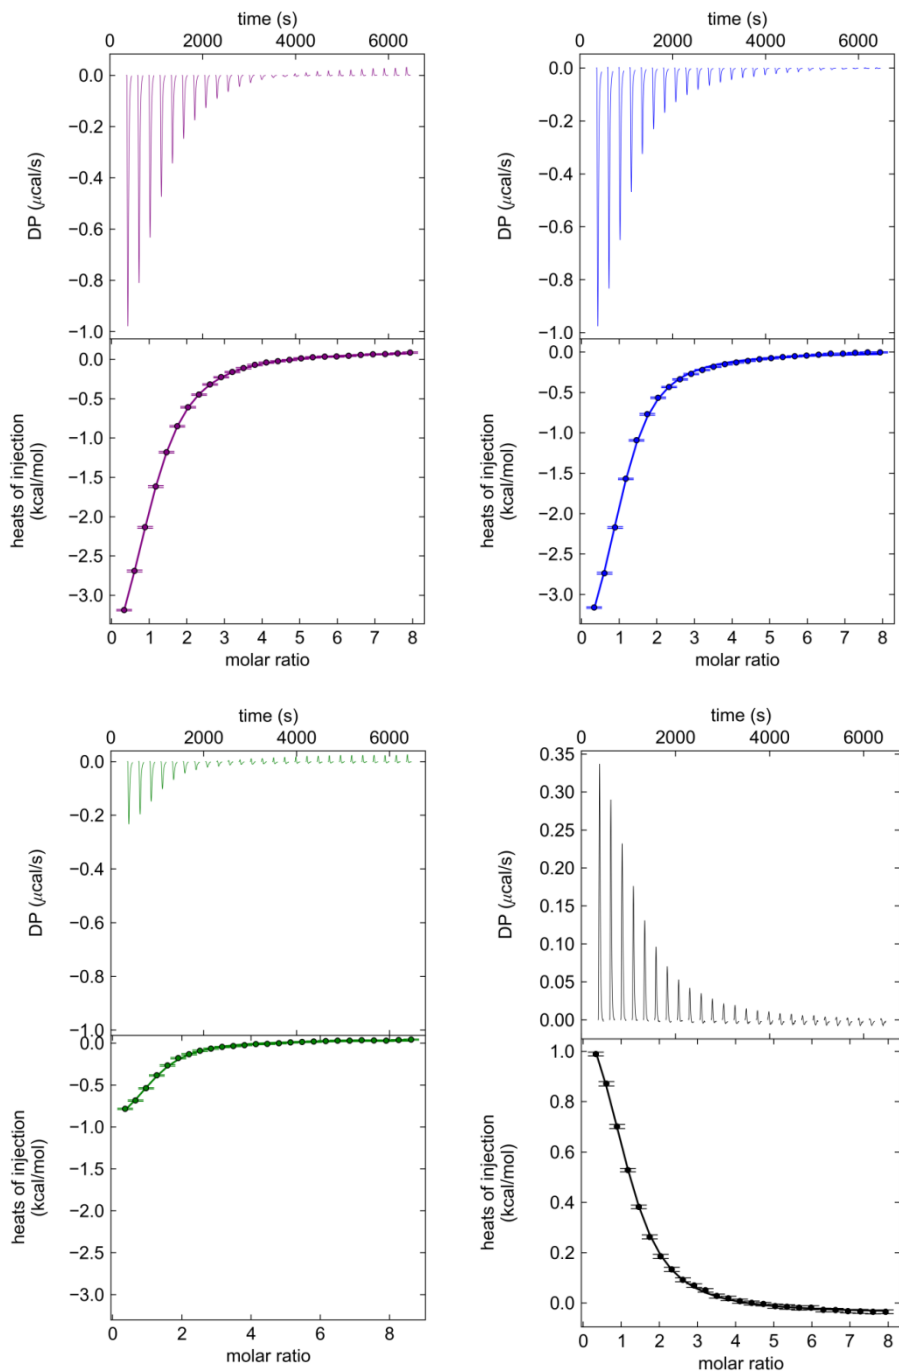 time (s)
0 2000 4000 6000
0.0
−0.2
−0.4
−0.6
−0.8
−1.0
DP (μcal/s)
0.0
−0.5
−1.0
−1.5
−2.0
−2.5
−3.0
heats of injection
(kcal/mol)
0 1 2 3 4 5 6 7 8
molar ratio
time (s)
0 2000 4000 6000
0.0
−0.2
−0.4
−0.6
−0.8
−1.0
DP (μcal/s)
0.0
−0.5
−1.0
−1.5
−2.0
−2.5
−3.0
heats of injection
(kcal/mol)
0 1 2 3 4 5 6 7 8
molar ratio
time (s)
0 2000 4000 6000
0.0
−0.2
−0.4
−0.6
−0.8
−1.0
DP (μcal/s)
0.0
−0.5
−1.0
−1.5
−2.0
−2.5
−3.0
heats of injection
(kcal/mol)
0 2 4 6 8
molar ratio
time (s)
0 2000 4000 6000
0.35
0.30
0.25
0.20
0.15
0.10
0.05
0.00
DP (μcal/s)
1.0
0.8
0.6
0.4
0.2
0.0
heats of injection
(kcal/mol)
0 1 2 3 4 5 6 7 8
molar ratio